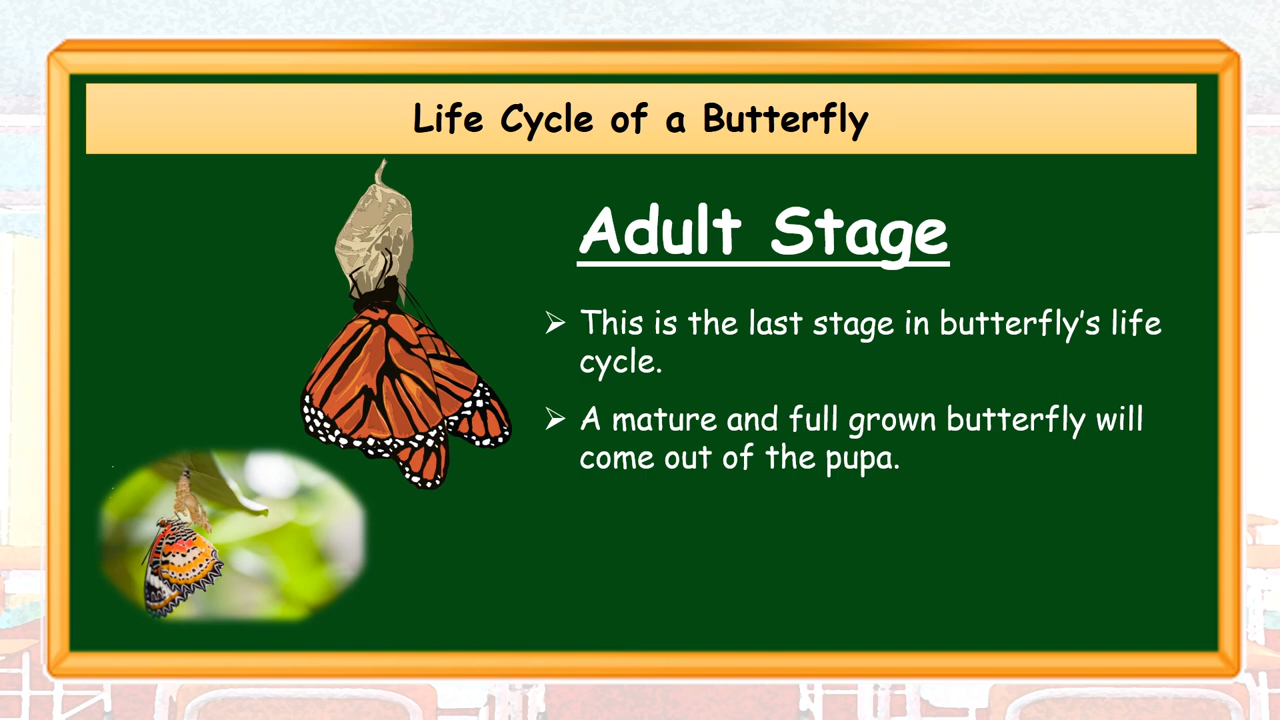 Life Cycle of a Butterfly
Adult Stage
➢ This is the last stage in butterfly's life
cycle.
➢ A mature and full grown butterfly will
come out of the pupa.